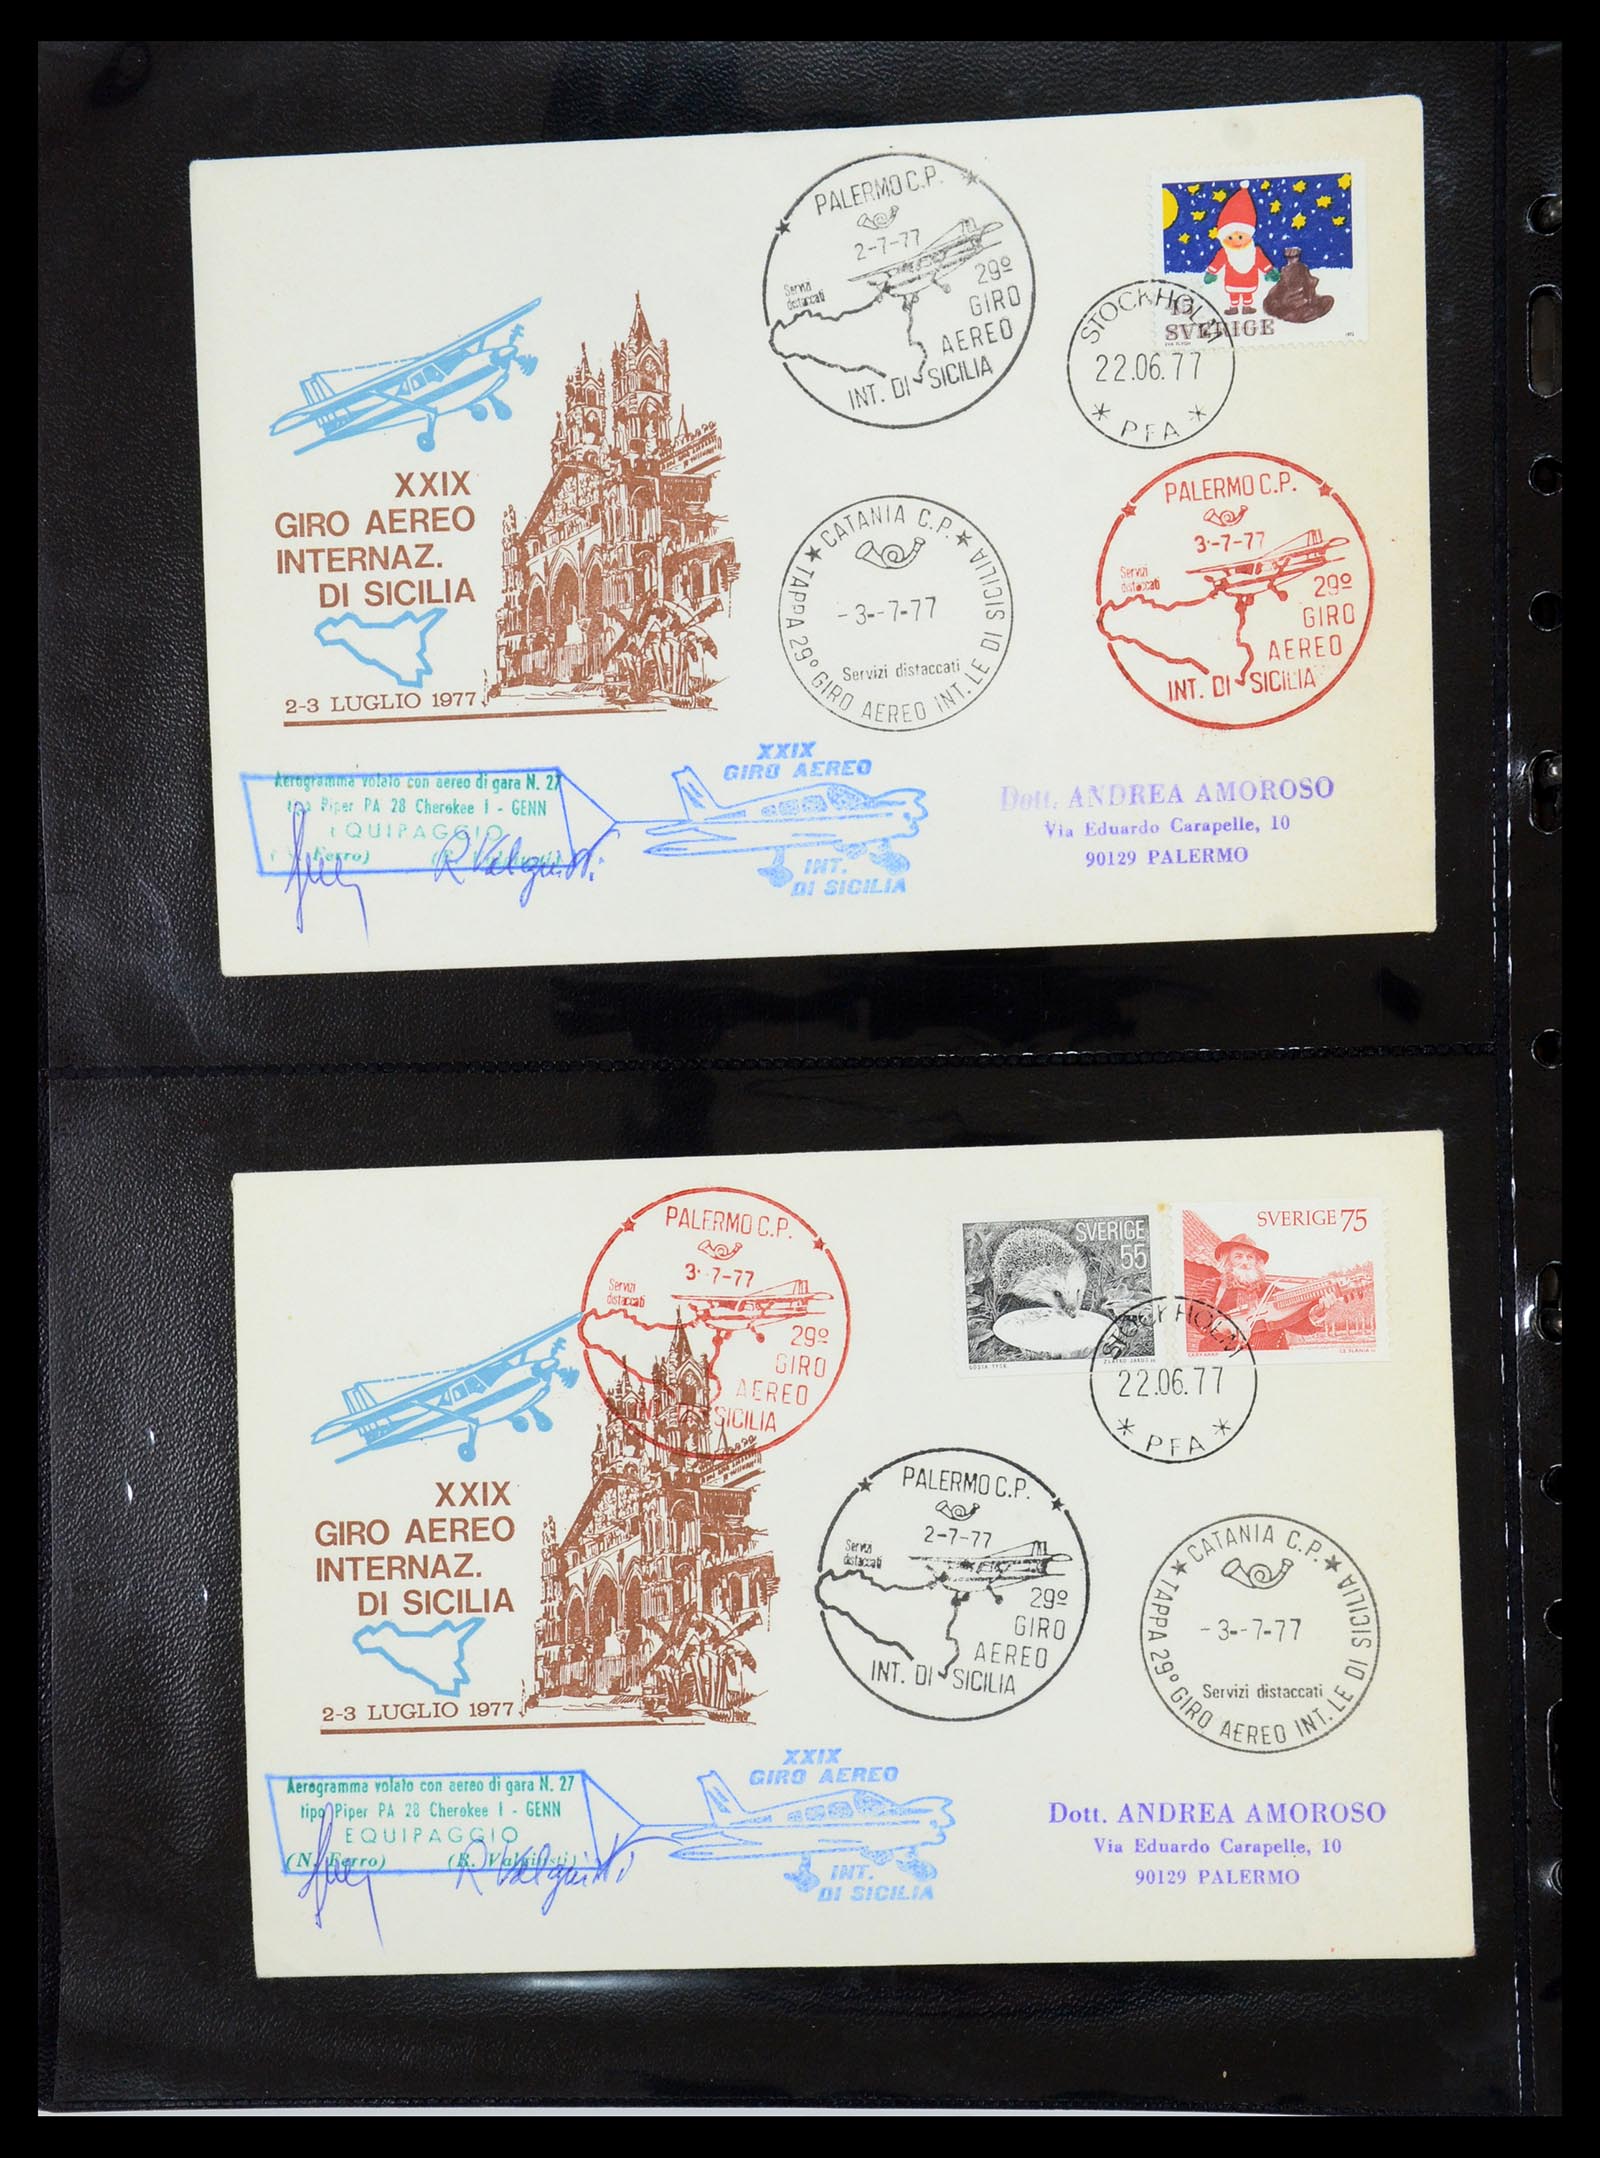 PALERMO C.P.
2-7-77
Servizi
distaccati
29º
GIRO
AEREO
INT. DI SICILIA
15
SVERIGE
STOCKHOLM
22.06.77
* PFA *
XXIX
GIRO AEREO
INTERNAZ.
DI SICILIA
2-3 LUGLIO 1977
★ CATANIA C.P. ★
-3--7-77
Servizi distaccati
TAPPA 29º GIRO AEREO INT.LE DI SICILIA
PALERMO C.P.
3-7-77
Servizi
distaccati
29º
GIRO
AEREO
INT. DI SICILIA
Aerogramma volato con aereo di gara N. 27
tipo Piper PA 28 Cherokee I - GENN
EQUIPAGGIO
Ferro)
XXIX
GIRO AEREO
INT.
DI SICILIA
Dott. ANDREA AMOROSO
Via Eduardo Carapelle, 10
90129 PALERMO
PALERMO C.P.
3-7-77
Servizi
distaccati
29º
GIRO
AEREO
INT. DI SICILIA
SVERIGE
55
SVERIGE 75
STOCKHOLM
22.06.77
* PFA *
XXIX
GIRO AEREO
INTERNAZ.
DI SICILIA
2-3 LUGLIO 1977
PALERMO C.P.
2-7-77
Servizi
distaccati
29º
GIRO
AEREO
INT. DI SICILIA
★ CATANIA C.P. ★
-3--7-77
Servizi distaccati
TAPPA 29º GIRO AEREO INT.LE DI SICILIA
Aerogramma volato con aereo di gara N. 27
tipo Piper PA 28 Cherokee I - GENN
EQUIPAGGIO
(N. Ferro)
XXIX
GIRO AEREO
INT.
DI SICILIA
Dott. ANDREA AMOROSO
Via Eduardo Carapelle, 10
90129 PALERMO